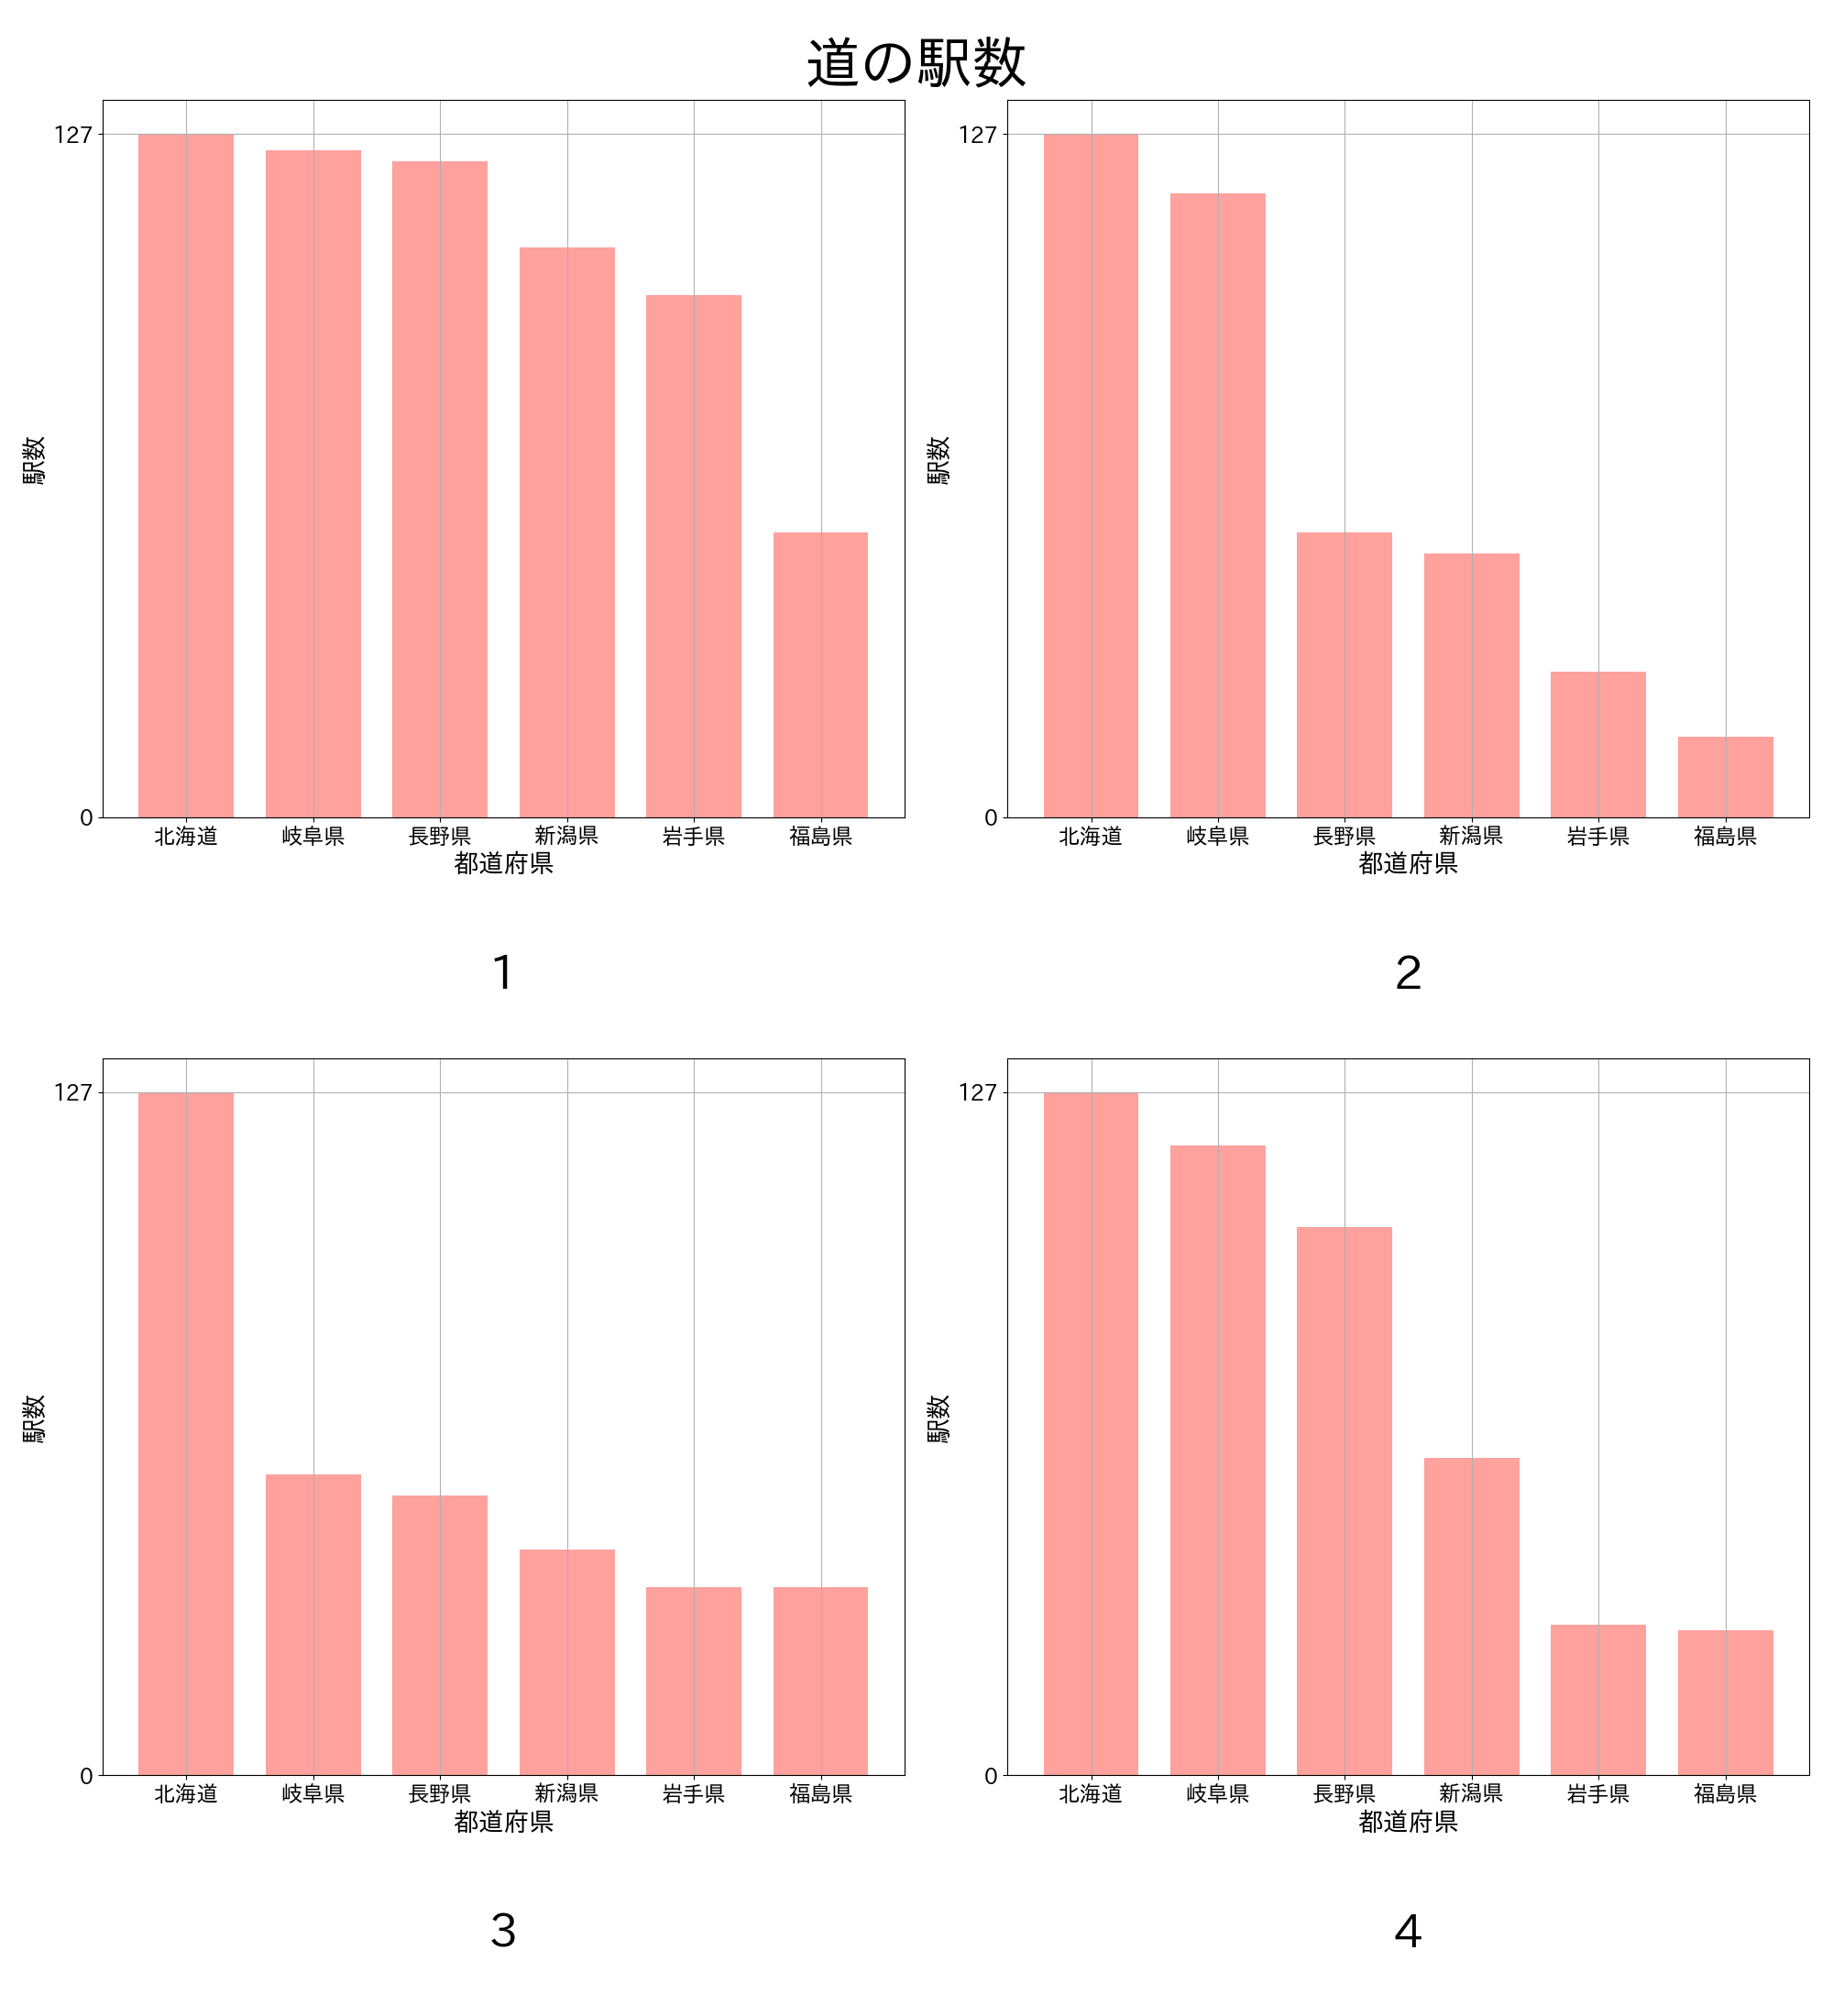 道の駅数
127
0
駅数
北海道 岐阜県 長野県 新潟県 岩手県 福島県
都道府県
1
127
0
駅数
北海道 岐阜県 長野県 新潟県 岩手県 福島県
都道府県
2
127
0
駅数
北海道 岐阜県 長野県 新潟県 岩手県 福島県
都道府県
3
127
0
駅数
北海道 岐阜県 長野県 新潟県 岩手県 福島県
都道府県
4